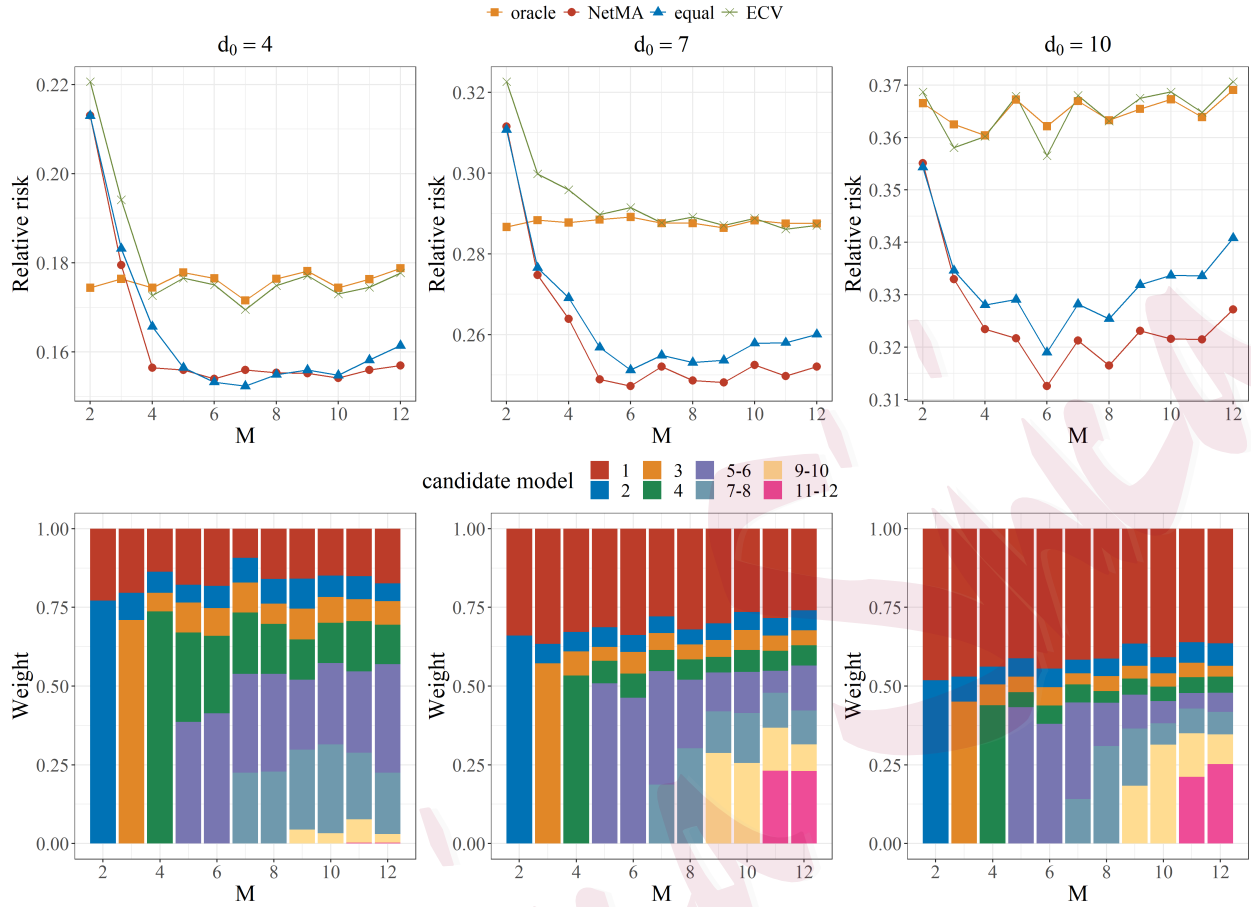 oracle NetMA equal ECV
d₀ = 4 d₀ = 7 d₀ = 10
Relative risk
0.22
0.20
0.18
0.16
2 4 6 8 10 12
M
Relative risk
0.32
0.30
0.28
0.26
2 4 6 8 10 12
M
Relative risk
0.37
0.36
0.35
0.34
0.33
0.32
0.31
2 4 6 8 10 12
M
candidate model 1 3 5-6 9-10
2 4 7-8 11-12
Weight
1.00
0.75
0.50
0.25
0.00
2 4 6 8 10 12
M
Weight
1.00
0.75
0.50
0.25
0.00
2 4 6 8 10 12
M
Weight
1.00
0.75
0.50
0.25
0.00
2 4 6 8 10 12
M